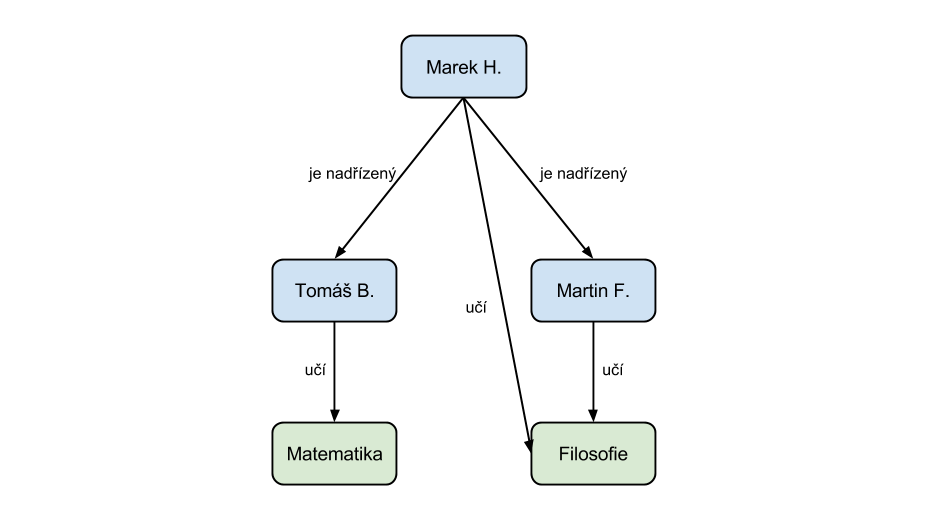 Marek H.
je nadřízený
je nadřízený
Tomáš B.
Martin F.
učí
učí
učí
Matematika
Filosofie